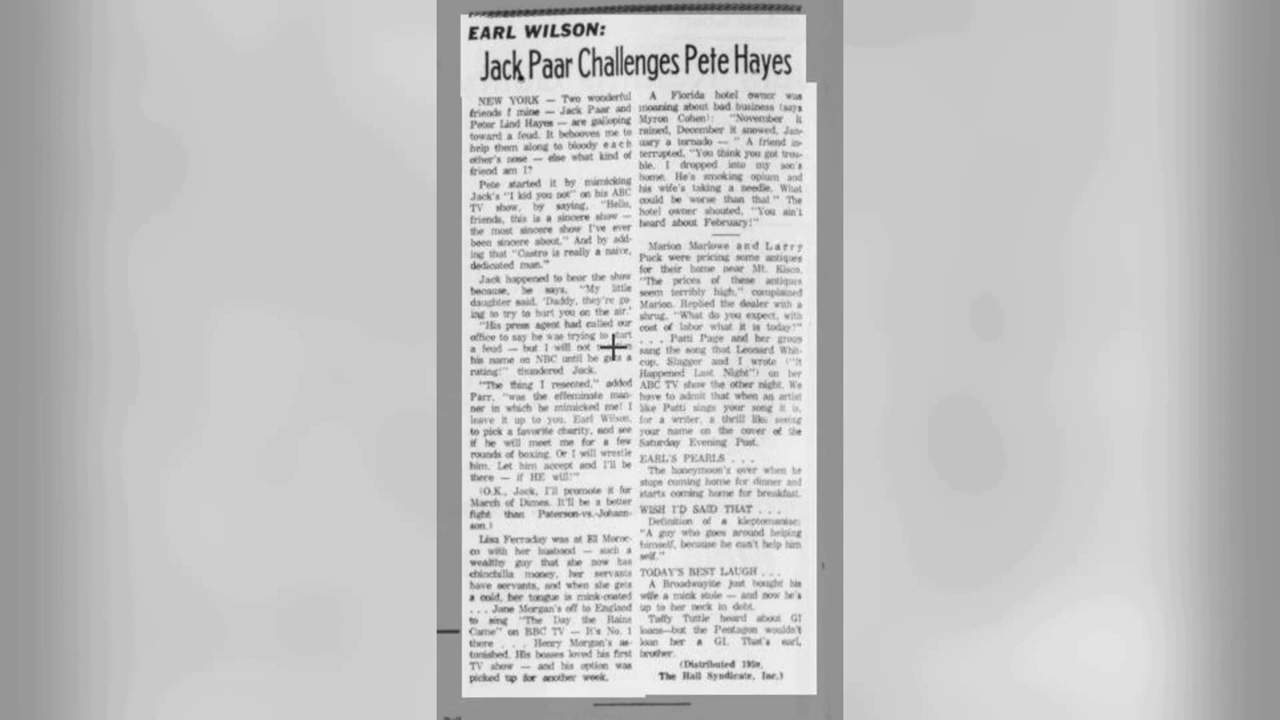 EARL WILSON:
Jack Paar Challenges Pete Hayes
NEW YORK — Two wonderful
friends f mine — Jack Paar and
Peter Lind Hayes — are galloping
toward a feud. It behooves me to
help them along to bloody each
other's nose — else what kind of
friend am I?
Pete started it by mimicking
Jack's "I kid you not" on his ABC
TV show, by saying, "Hello,
friends, this is a sincere show —
the most sincere show I've ever
been sincere about." And by add-
ing that "Castro is really a naive,
dedicated man."
Jack happened to hear the show
because, he says, "My little
daughter said, 'Daddy, they're go-
ing to try to hurt you on the air.'
"His press agent had called our
office to say he was trying to start
a feud — but I will not
his name on NBC until he gets a
rating!" thundered Jack.
"The thing I resented," added
Parr, "was the effeminate man-
ner in which he mimicked me! I
leave it up to you, Earl Wilson,
to pick a favorite charity, and see
if he will meet me for a few
rounds of boxing. Or I will wrestle
him. Let him accept and I'll be
there — if HE will!"
(O.K., Jack, I'll promote it for
March of Dimes. It'll be a better
fight than Paterson-vs.-Johann-
son.)
Lisa Ferraday was at El Moroc-
co with her husband — such a
wealthy guy that she now has
chinchilla money, her servants
have servants, and when she gets
a cold, her tongue is mink-coated
. . . Jane Morgan's off to England
to sing "The Day the Rains
Came" on BBC TV — It's No. 1
there . . . Henry Morgan's as-
tonished. His bosses loved his first
TV show — and his option was
picked up for another week.
A Florida hotel owner was
moaning about bad business (says
Myron Cohen): "November it
rained, December it snowed, Jan-
uary a tornado — " A friend in-
terrupted, "You think you got trou-
ble. I dropped into my son's
home. He's smoking opium and
his wife's taking a needle. What
could be worse than that" The
hotel owner shouted, "You ain't
heard about February!"
Marion Marlowe and Larry
Puck were pricing some antiques
for their home near Mt. Kisco.
"The prices of these antiques
seem terribly high," complained
Marion. Replied the dealer with a
shrug, "What do you expect, with
cost of labor what it is today!"
. . . Patti Page and her group
sang the song that Leonard Whit-
cup, Slugger and I wrote ("It
Happened Last Night") on her
ABC TV show the other night. We
have to admit that when an artist
like Patti sings your song it is,
for a writer, a thrill like seeing
your name on the cover of the
Saturday Evening Post.
EARL'S PEARLS . . .
The honeymoon's over when he
stops coming home for dinner and
starts coming home for breakfast.
WISH I'D SAID THAT . . .
Definition of a kleptomaniac:
"A guy who goes around helping
himself, because he can't help him
self."
TODAY'S BEST LAUGH . . .
A Broadwayite just bought his
wife a mink stole — and now he's
up to her neck in debt.
Taffy Tuttle heard about GI
loans—but the Pentagon wouldn't
loan her a GI. That's earl,
brother.
(Distributed 1959,
The Hall Syndicate, Inc.)